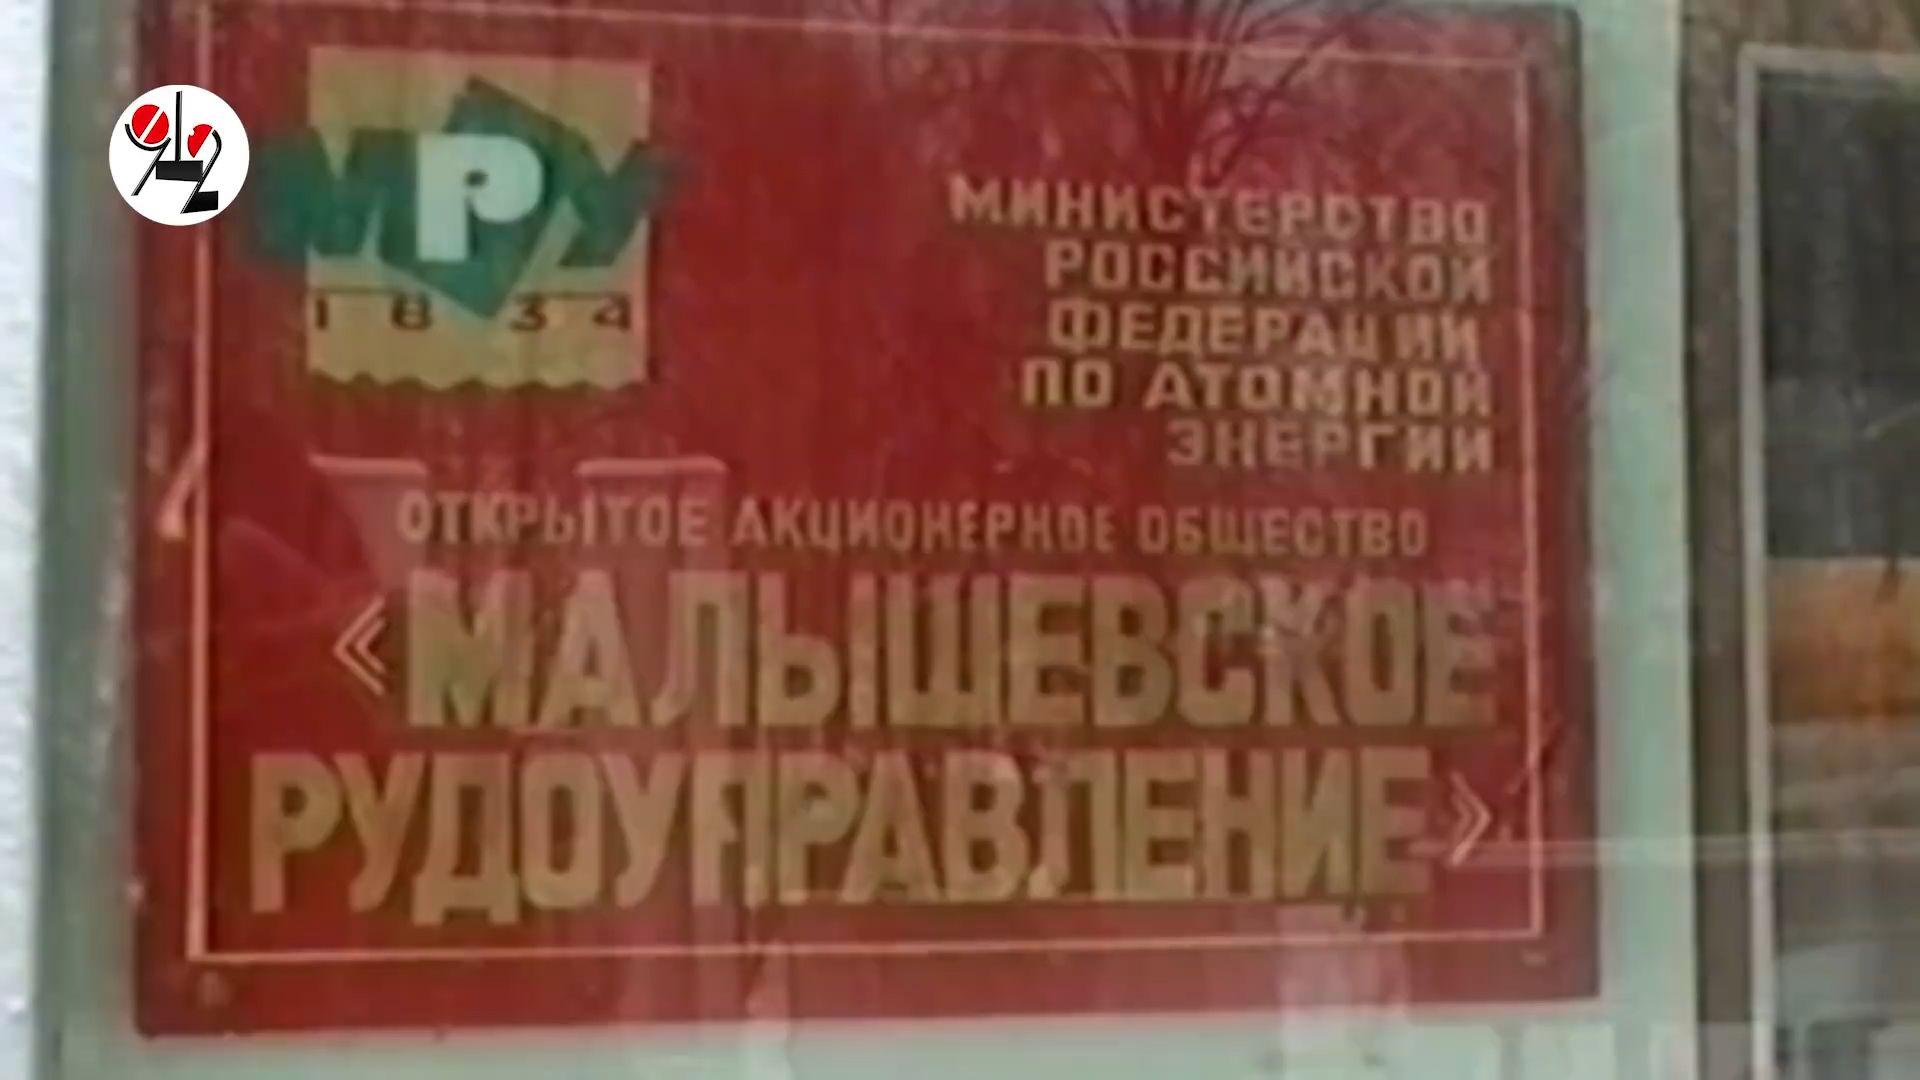 МРУ
1834
МИНИСТЕРСТВО
РОССИЙСКОЙ
ФЕДЕРАЦИИ
ПО АТОМНОЙ
ЭНЕРГИИ
ОТКРЫТОЕ АКЦИОНЕРНОЕ ОБЩЕСТВО
«МАЛЫШЕВСКОЕ
РУДОУПРАВЛЕНИЕ»